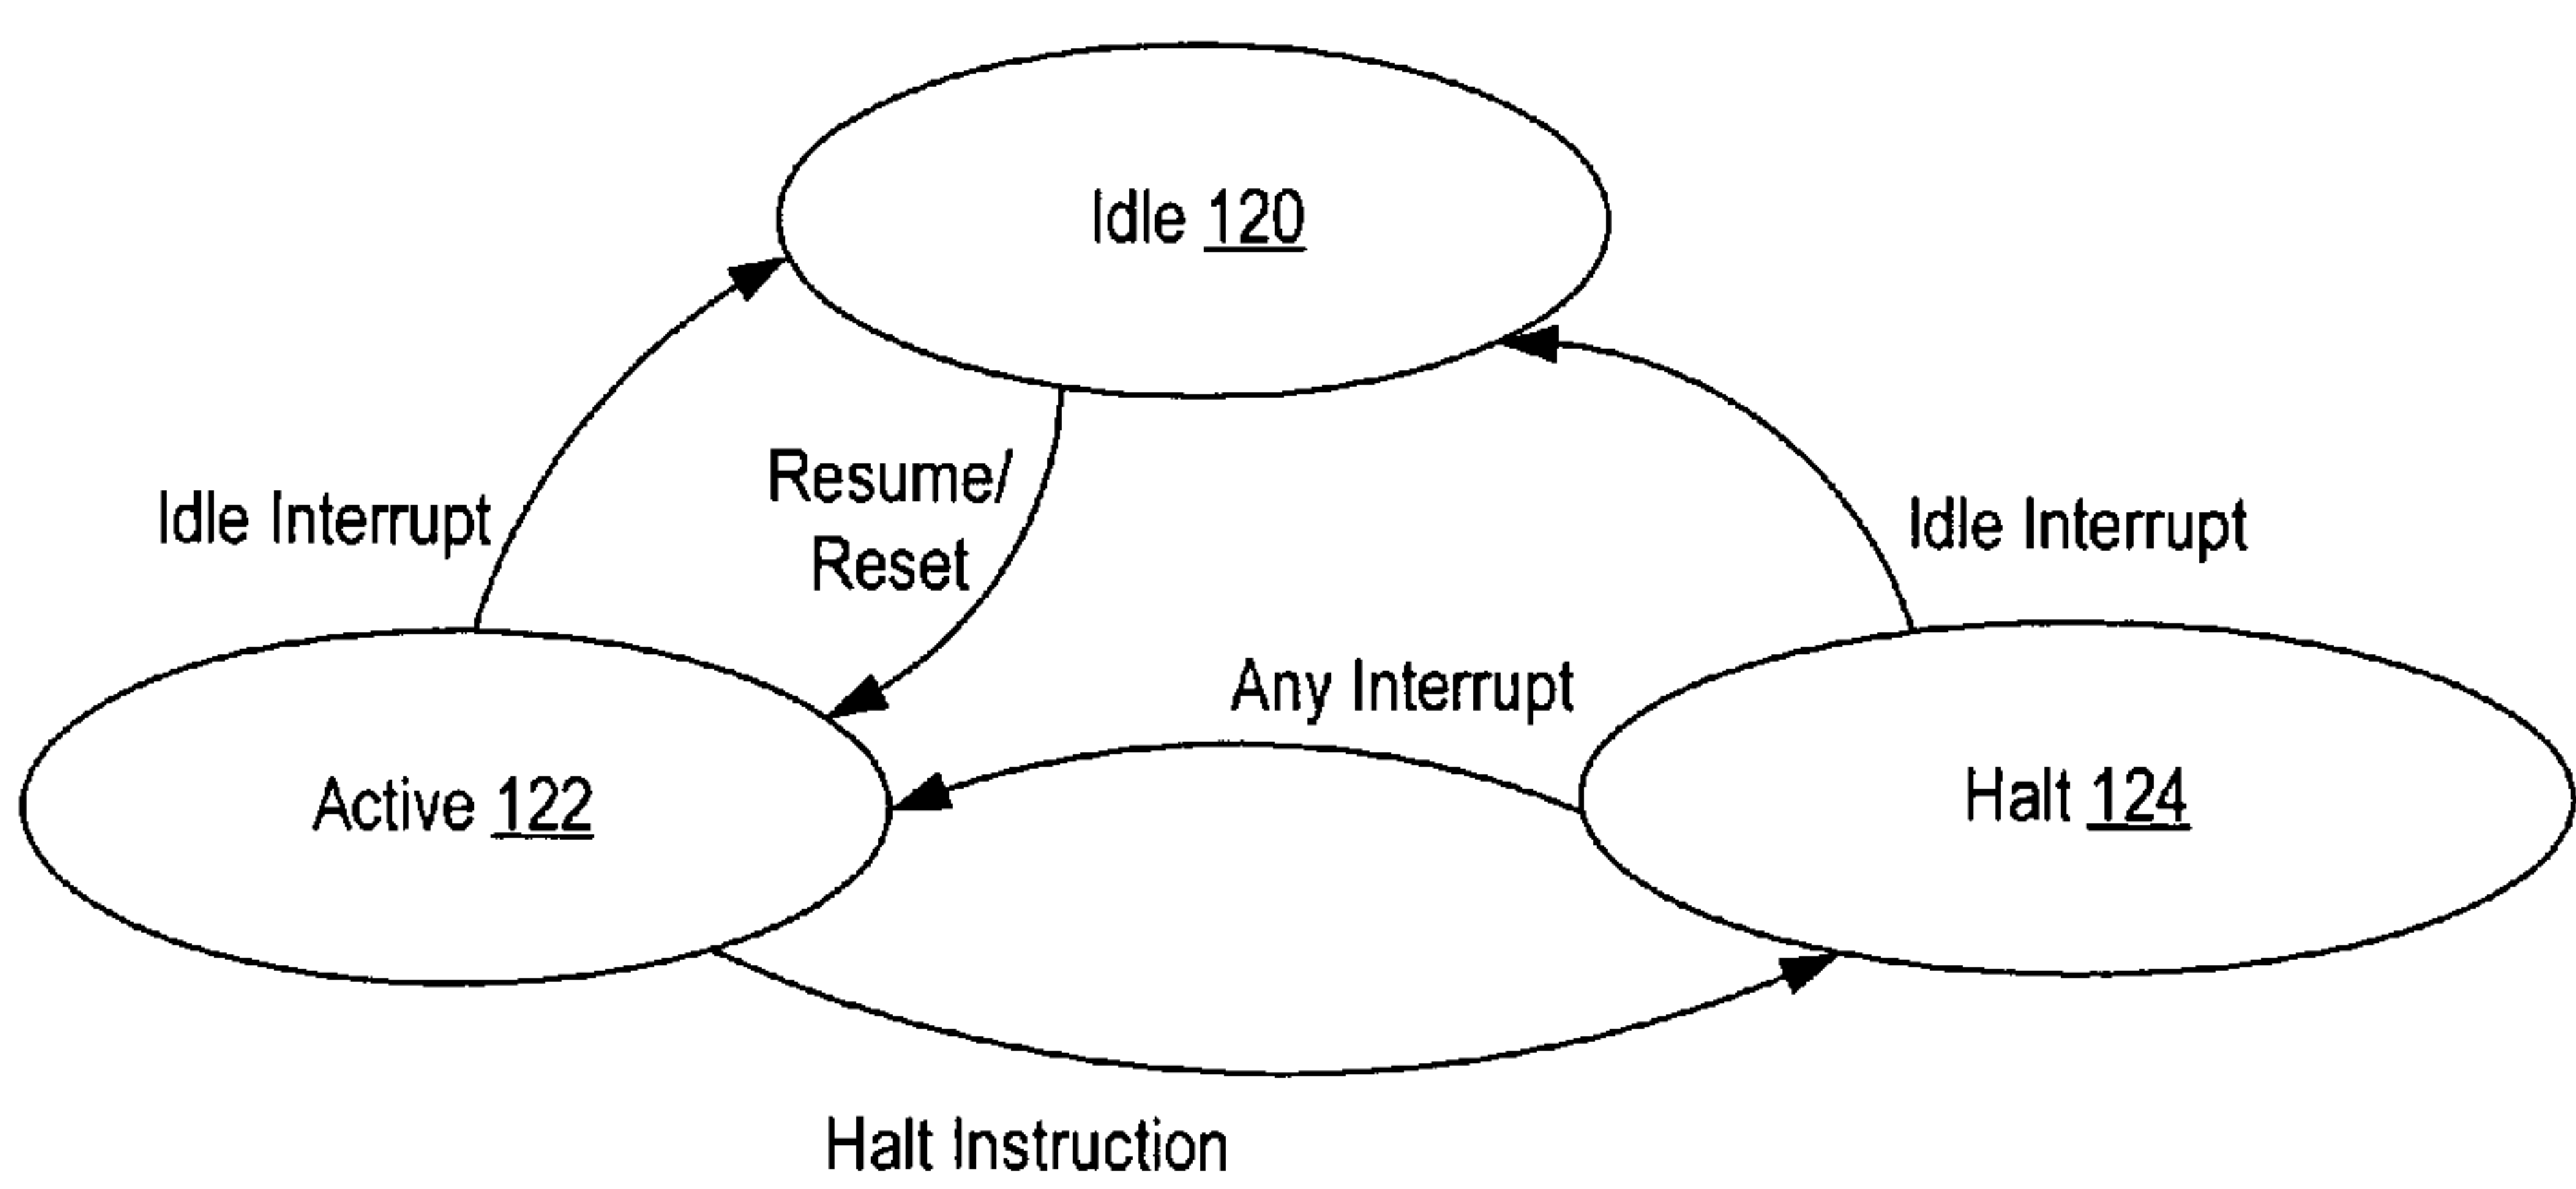 Idle 120
Resume/
Reset
Idle Interrupt
Idle Interrupt
Any Interrupt
Active 122
Halt 124
Halt Instruction